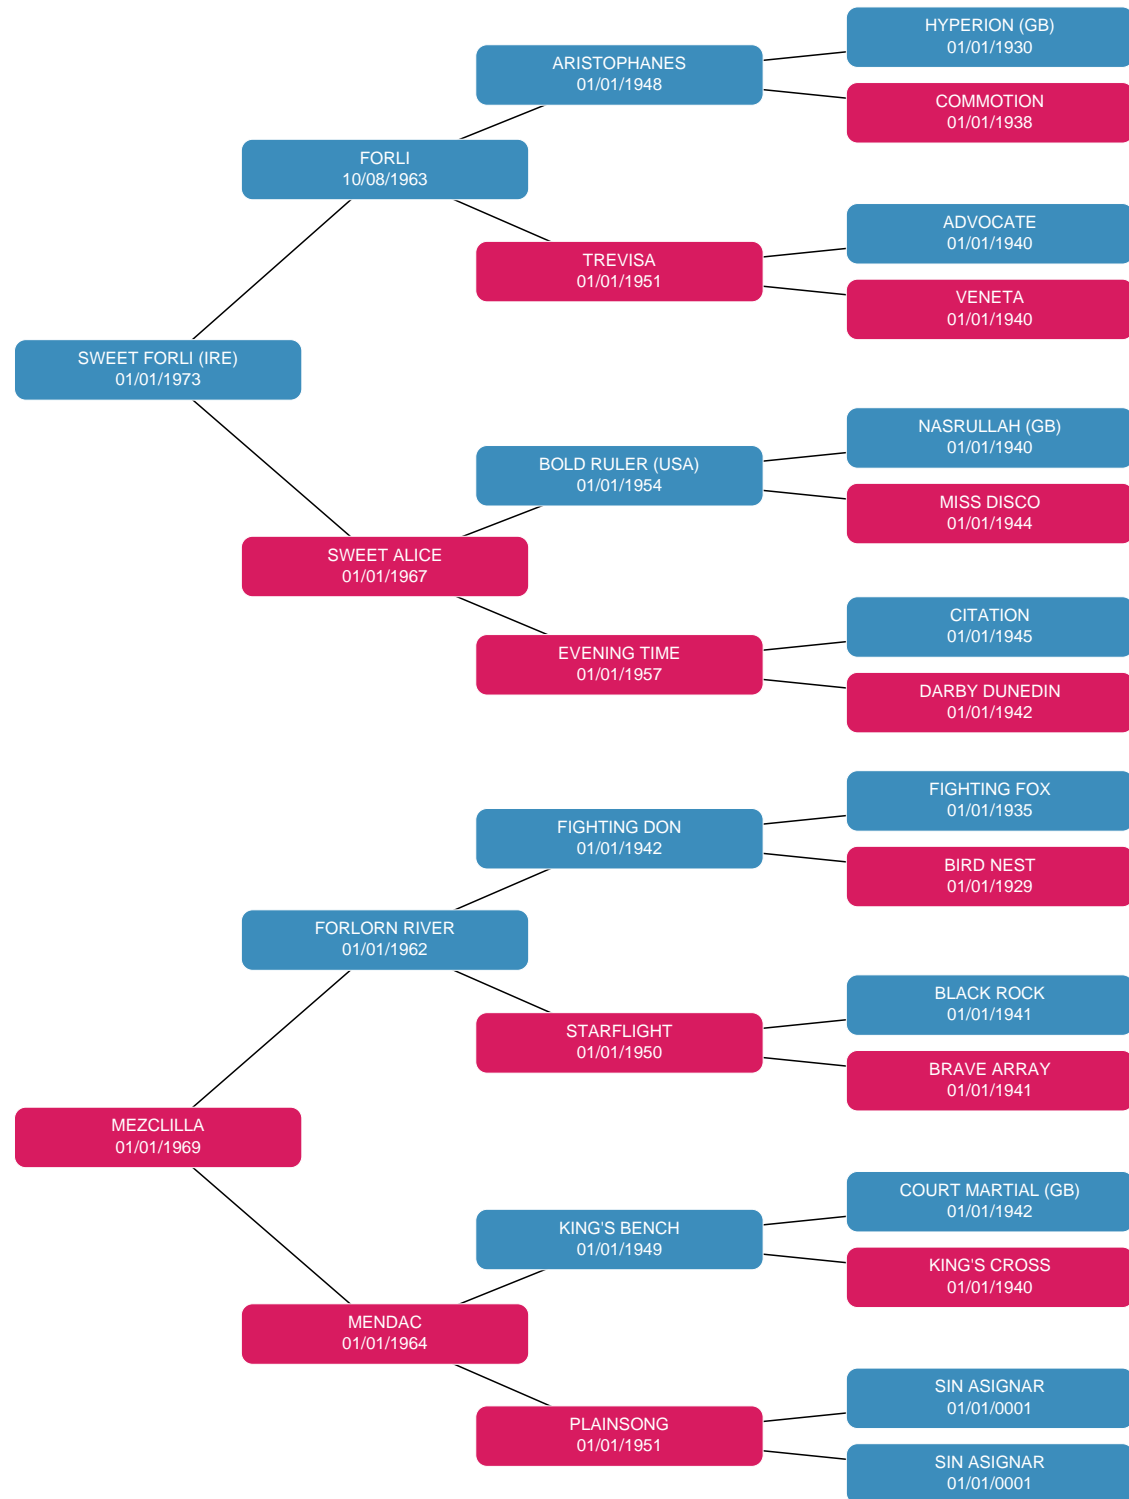 HYPERION (GB)
01/01/1930
ARISTOPHANES
01/01/1948
COMMOTION
01/01/1938
FORLI
10/08/1963
ADVOCATE
01/01/1940
TREVISA
01/01/1951
VENETA
01/01/1940
SWEET FORLI (IRE)
01/01/1973
NASRULLAH (GB)
01/01/1940
BOLD RULER (USA)
01/01/1954
MISS DISCO
01/01/1944
SWEET ALICE
01/01/1967
CITATION
01/01/1945
EVENING TIME
01/01/1957
DARBY DUNEDIN
01/01/1942
FIGHTING FOX
01/01/1935
FIGHTING DON
01/01/1942
BIRD NEST
01/01/1929
FORLORN RIVER
01/01/1962
BLACK ROCK
01/01/1941
STARFLIGHT
01/01/1950
BRAVE ARRAY
01/01/1941
MEZCLILLA
01/01/1969
COURT MARTIAL (GB)
01/01/1942
KING'S BENCH
01/01/1949
KING'S CROSS
01/01/1940
MENDAC
01/01/1964
SIN ASIGNAR
01/01/0001
PLAINSONG
01/01/1951
SIN ASIGNAR
01/01/0001